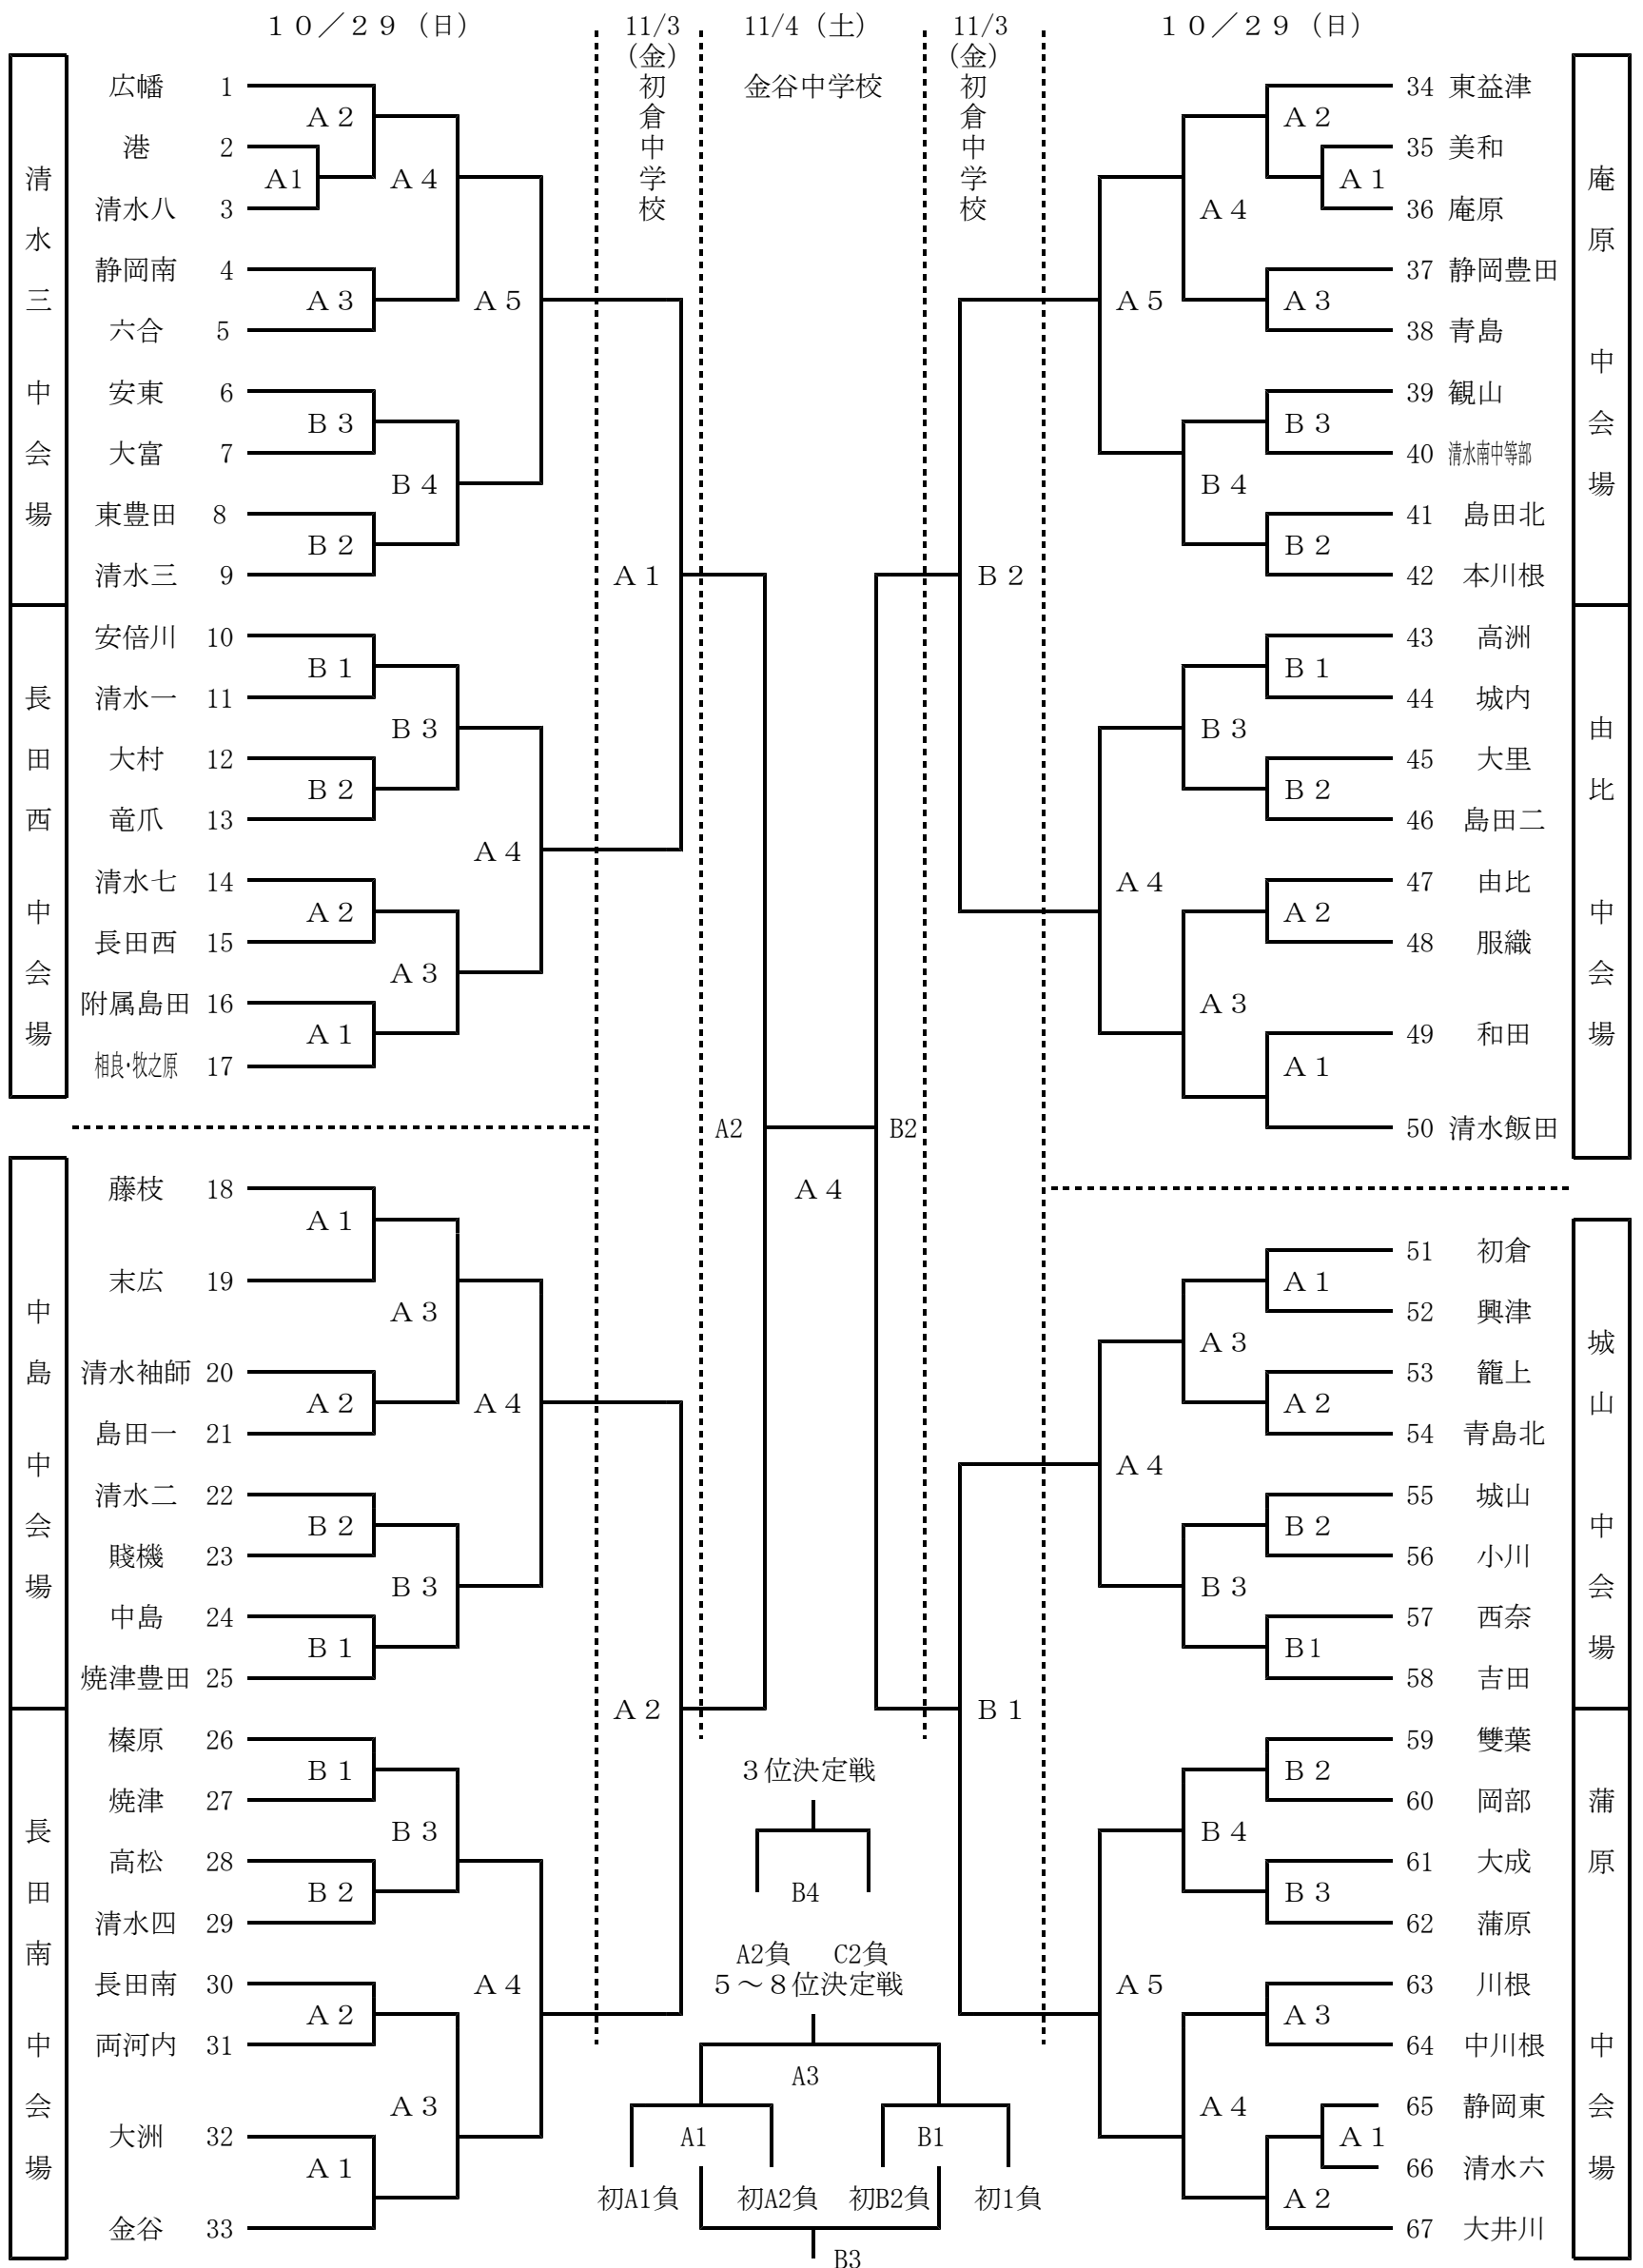 １０／２９（日）
11/3
（金）
初倉中学校
11/4（土）
金谷中学校
11/3
（金）
初倉中学校
１０／２９（日）
清水三　中会場
広幡 1
Ａ２
港 2
A1
Ａ４
清水八 3
静岡南 4
Ａ３
Ａ５
六合 5
安東 6
Ｂ３
大富 7
Ｂ４
東豊田 8
Ｂ２
清水三 9
Ａ１
長田西　中会場
安倍川 10
Ｂ１
清水一 11
Ｂ３
大村 12
Ｂ２
竜爪 13
Ａ４
清水七 14
Ａ２
長田西 15
Ａ３
附属島田 16
Ａ１
相良・牧之原 17
A2
中島　中会場
藤枝 18
Ａ１
末広 19
Ａ３
清水袖師 20
Ａ２
Ａ４
島田一 21
清水二 22
Ｂ２
賤機 23
Ｂ３
中島 24
Ｂ１
焼津豊田 25
Ａ２
長田南　中会場
榛原 26
Ｂ１
焼津 27
Ｂ３
高松 28
Ｂ２
清水四 29
長田南 30
Ａ４
Ａ２
両河内 31
Ａ３
大洲 32
Ａ１
金谷 33
Ａ４
B2
庵原　中会場
34 東益津
Ａ２
35 美和
Ａ１
36 庵原
Ａ４
37 静岡豊田
Ａ３
Ａ５
38 青島
39 観山
Ｂ３
40 清水南中等部
Ｂ４
41 島田北
Ｂ２
42 本川根
Ｂ２
由比　中会場
43 高洲
Ｂ１
44 城内
Ｂ３
45 大里
Ｂ２
46 島田二
Ａ４
47 由比
Ａ２
48 服織
Ａ３
49 和田
Ａ１
50 清水飯田
城山　中会場
51 初倉
Ａ１
52 興津
Ａ３
53 籠上
Ａ２
54 青島北
Ａ４
55 城山
Ｂ２
56 小川
Ｂ３
57 西奈
B1
58 吉田
Ｂ１
蒲原　中会場
59 雙葉
Ｂ２
60 岡部
Ｂ４
61 大成
Ｂ３
62 蒲原
63 川根
Ａ５
Ａ３
64 中川根
65 静岡東
Ａ４
Ａ１
66 清水六
Ａ２
67 大井川
３位決定戦
B4
A2負 C2負
５～８位決定戦
A3
A1 B1
初A1負 初A2負 初B2負 初1負
B3